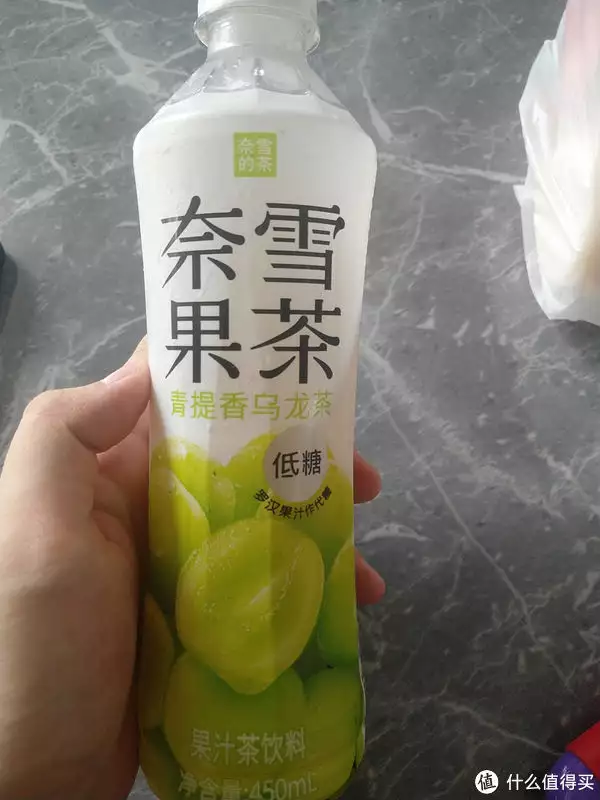 奈雪
的茶
奈雪
果茶
青提香乌龙茶
低糖
罗汉果汁作代糖
果汁茶饮料
净含量:450mL
值 什么值得买